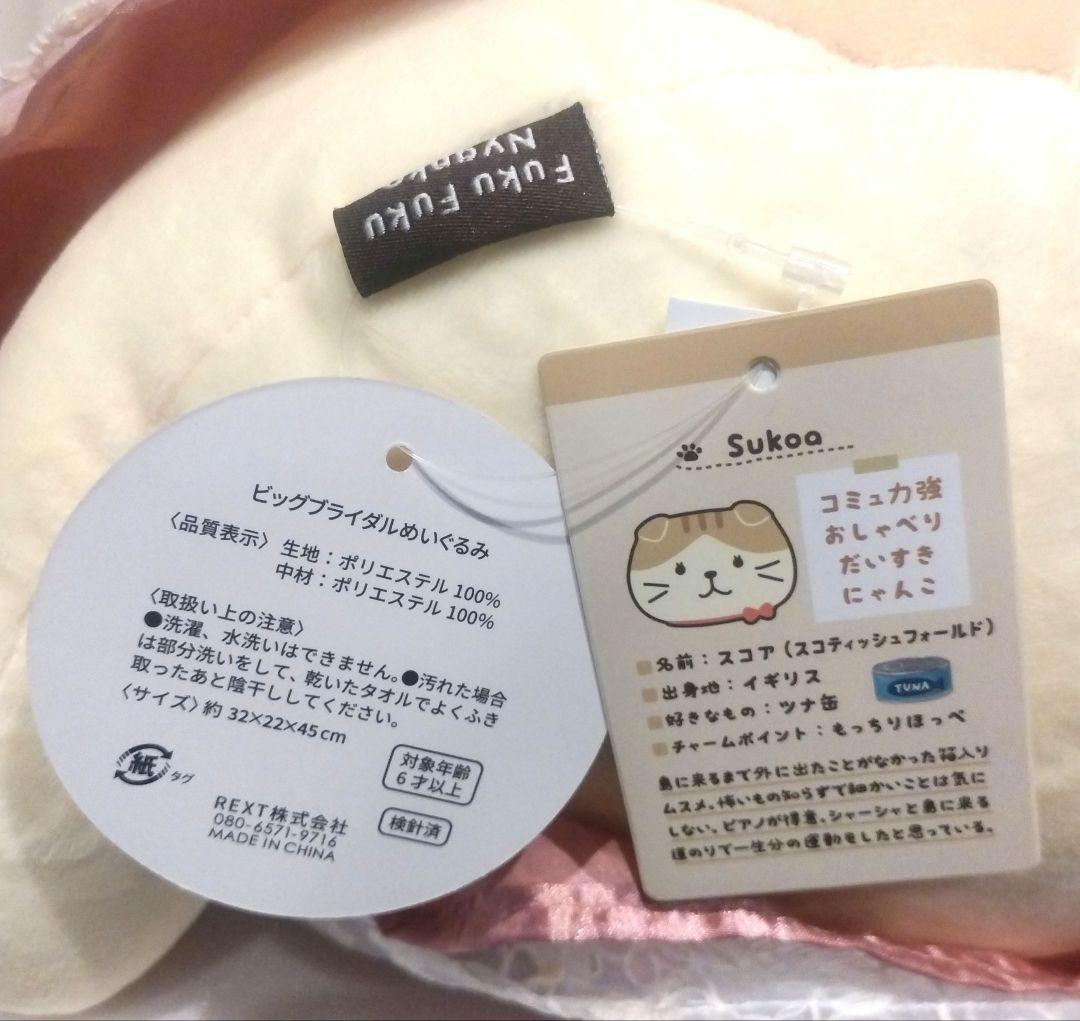 Fuku Fuku
Nyanko
ビッグブライダルぬいぐるみ
〈品質表示〉生地：ポリエステル 100%
中材：ポリエステル 100%
〈取扱い上の注意〉
●洗濯、水洗いはできません。●汚れた場合
は部分洗いをして、乾いたタオルでよくふき
取ったあと陰干ししてください。
〈サイズ〉約 32×22×45cm
紙
タグ
対象年齢
6才以上
検針済
REXT株式会社
080-6571-9716
MADE IN CHINA
Sukoa
コミュ力強
おしゃべり
だいすき
にゃんこ
名前：スコア（スコティッシュフォールド）
出身地：イギリス
好きなもの：ツナ缶
TUNA
チャームポイント：もっちりほっぺ
島に来るまで外に出たことがなかった箱入り
ムスメ。怖いもの知らずで細かいことは気に
しない。ピアノが得意。シャーシャと島に来る
道のりで一生分の運動をしたと思っている。